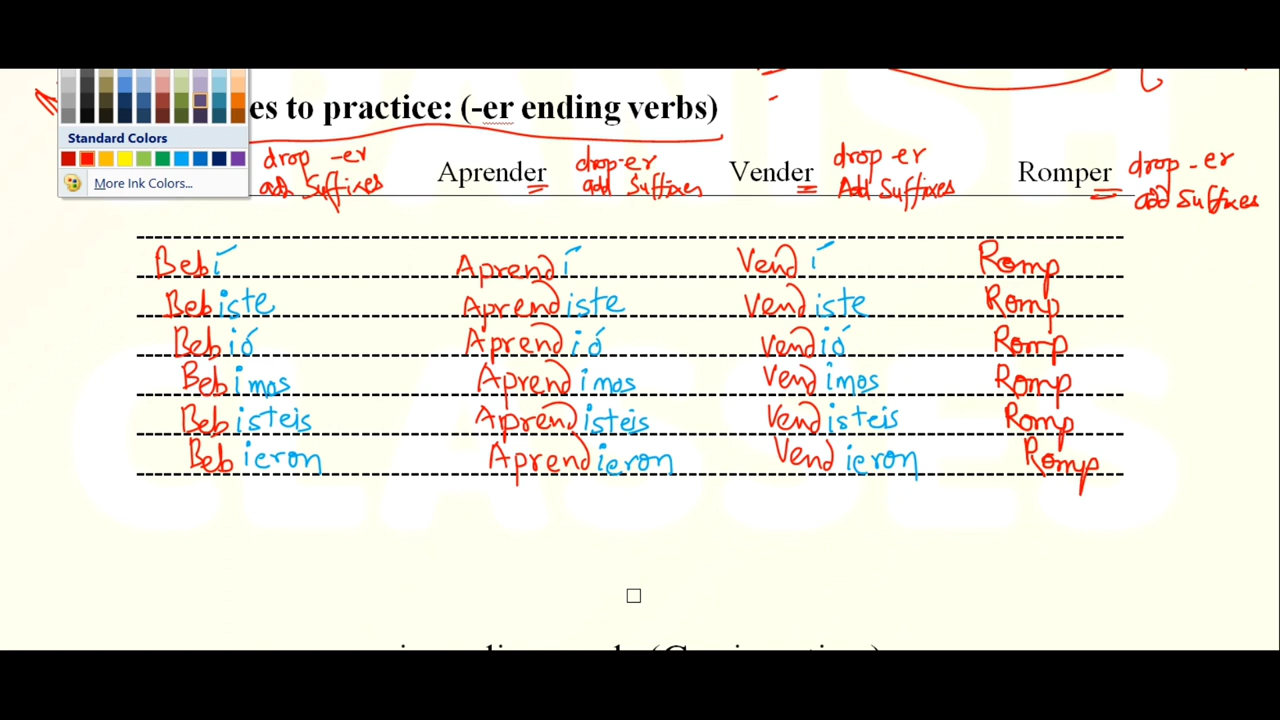 es to practice: (-er ending verbs)
Standard Colors
More Ink Colors...
drop -er Aprender drop-er Vender drop-er Romper drop -er
add Suffixes add Suffixes Add Suffixes add Suffixes
Bebí Aprendí Vendí Romp
Bebiste Aprendiste Vendiste Romp
Bebió Aprendió Vendió Romp
Bebimos Aprendimos Vendimos Romp
Bebisteis Aprendisteis Vendisteis Romp
Bebieron Aprendieron Vendieron Romp
CLASSES